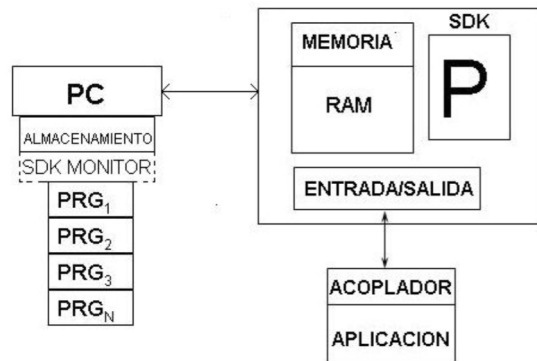 PC
ALMACENAMIENTO
SDK MONITOR
PRG1
PRG2
PRG3
PRGN
SDK
MEMORIA
RAM
P
ENTRADA/SALIDA
ACOPLADOR
APLICACION